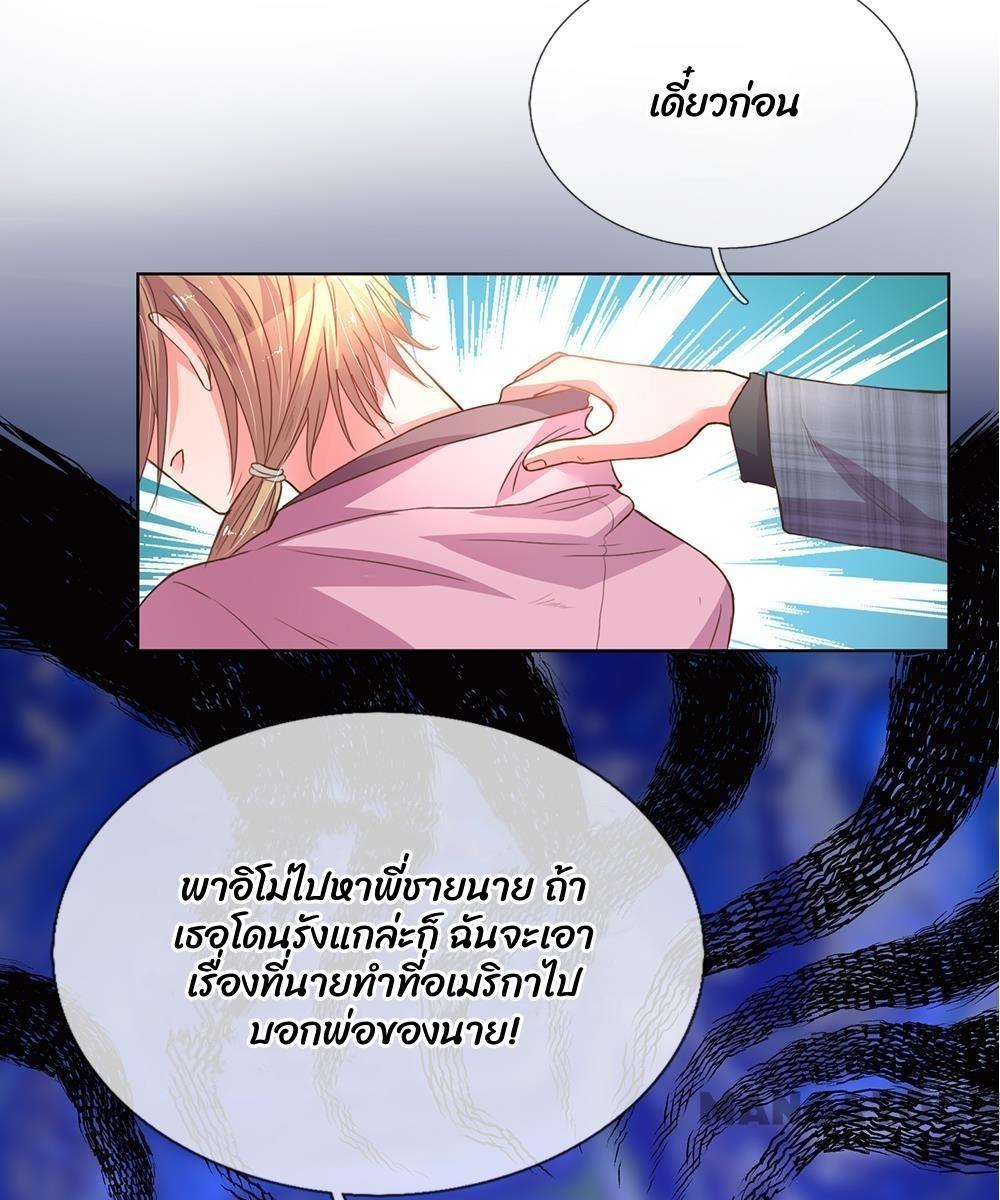 เดี๋ยวก่อน
พาอิโม่ไปหาพี่ชายนาย ถ้า
เธอโดนรังแกล่ะก็ ฉันจะเอา
เรื่องที่นายทำที่อเมริกาไป
บอกพ่อของนาย!